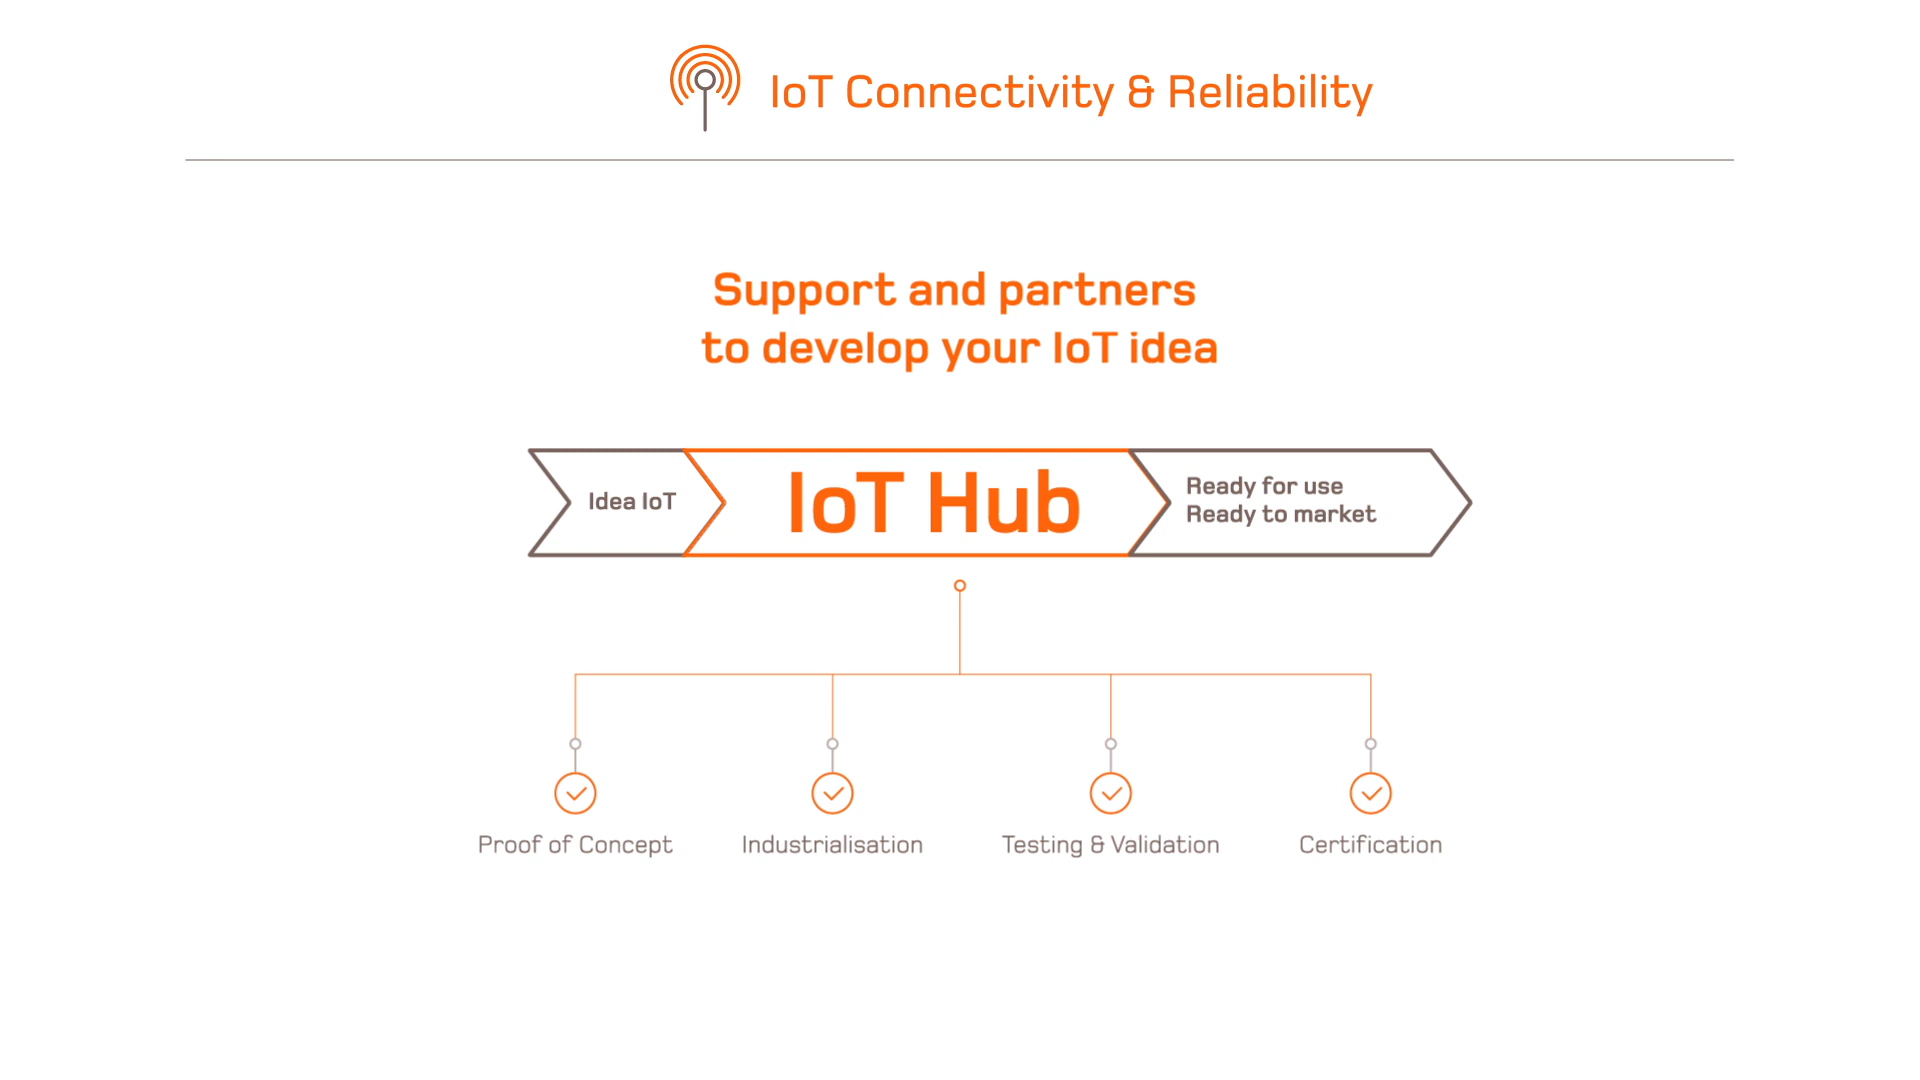 IoT Connectivity & Reliability
Support and partners
to develop your IoT idea
Idea IoT
IoT Hub
Ready for use
Ready to market
Proof of Concept
Industrialisation
Testing & Validation
Certification